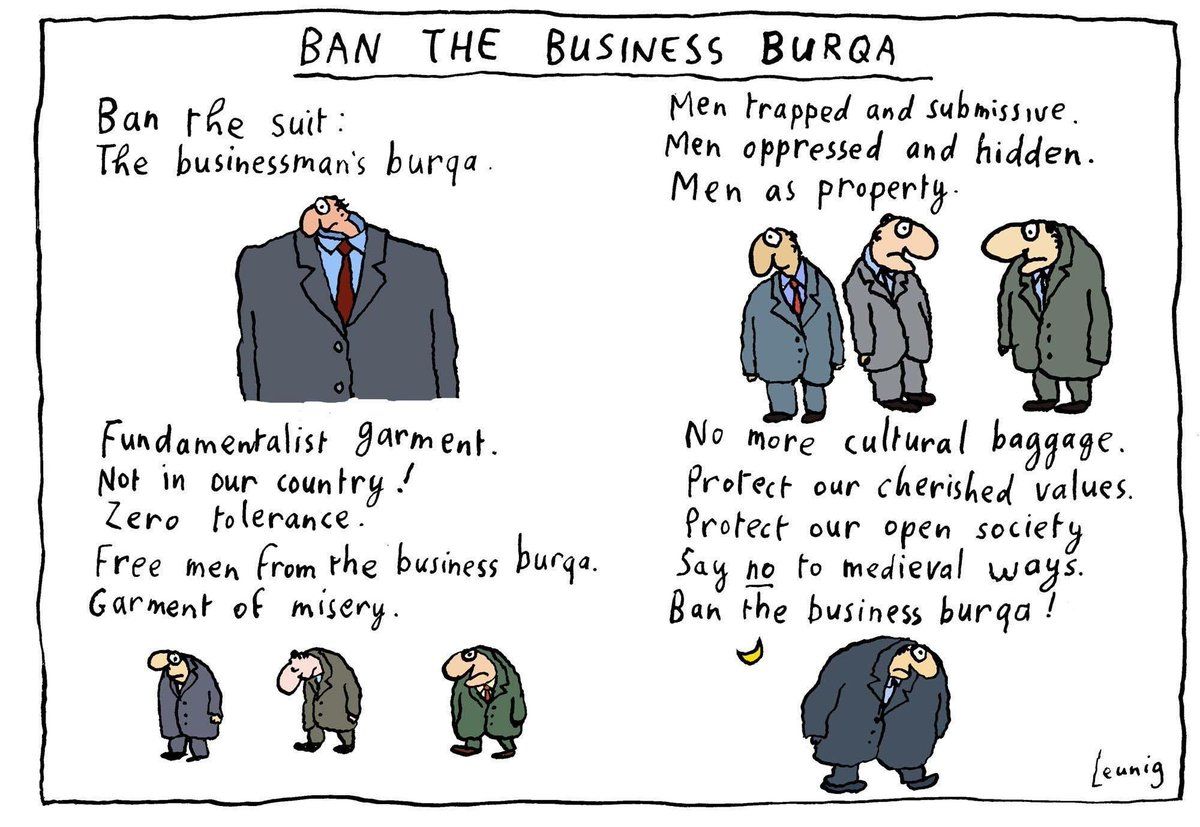 BAN THE BUSINESS BURQA
Ban the suit:
The businessman's burqa.
Fundamentalist garment.
Not in our country!
Zero tolerance.
Free men from the business burqa.
Garment of misery.
Men trapped and submissive.
Men oppressed and hidden.
Men as property.
No more cultural baggage.
Protect our cherished values.
Protect our open society
Say no to medieval ways.
Ban the business burqa!
Leunig